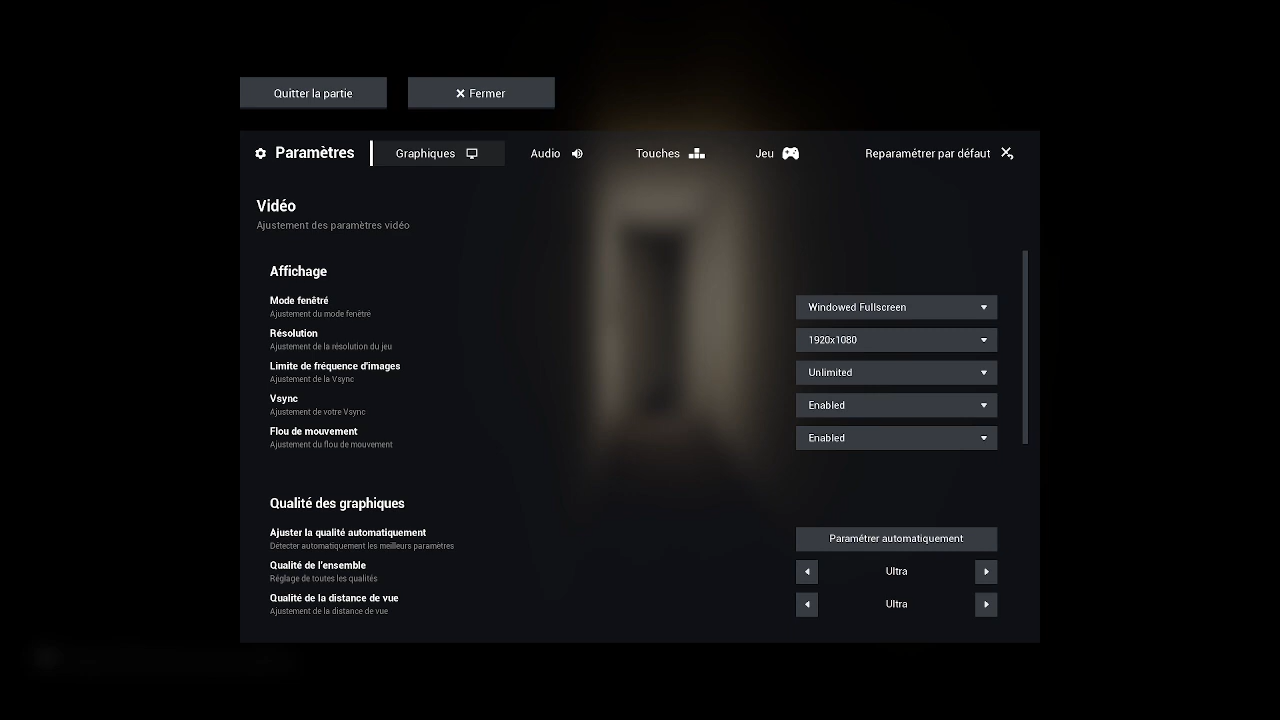 Quitter la partie
Fermer
Paramètres
Graphiques
Audio
Touches
Jeu
Reparamétrer par défaut
Vidéo
Ajustement des paramètres vidéo
Affichage
Mode fenêtré
Ajustement du mode fenêtré
Windowed Fullscreen
Résolution
Ajustement de la résolution du jeu
1920x1080
Limite de fréquence d'images
Ajustement de la Vsync
Unlimited
Vsync
Ajustement de votre Vsync
Enabled
Flou de mouvement
Ajustement du flou de mouvement
Enabled
Qualité des graphiques
Ajuster la qualité automatiquement
Détecter automatiquement les meilleurs paramètres
Paramétrer automatiquement
Qualité de l'ensemble
Réglage de toutes les qualités
Ultra
Qualité de la distance de vue
Ajustement de la distance de vue
Ultra